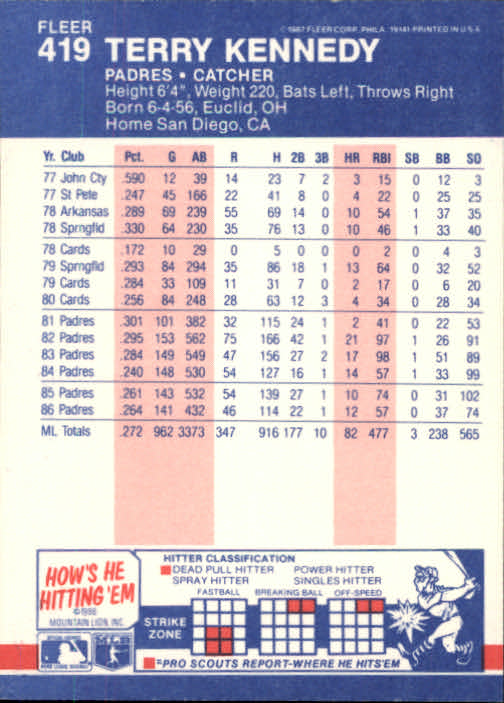 FLEER
©1987 FLEER CORP. PHILA. 19141 PRINTED IN U.S.A.
419 TERRY KENNEDY
PADRES • CATCHER
Height 6'4", Weight 220, Bats Left, Throws Right
Born 6-4-56, Euclid, OH
Home San Diego, CA
Yr. Club Pct. G AB R H 2B 3B HR RBI SB BB SO
77 John Cty .590 12 39 14 23 7 2 3 15 0 12 3
77 St Pete .247 45 166 22 41 8 0 4 22 0 25 25
78 Arkansas .289 69 239 55 69 14 0 10 54 1 37 35
78 Sprngfld .330 64 230 35 76 13 0 10 46 1 33 40
78 Cards .172 10 29 0 5 0 0 0 2 0 4 3
79 Sprngfld .293 84 294 35 86 18 1 13 64 0 32 52
79 Cards .284 33 109 11 31 7 0 2 17 0 6 20
80 Cards .256 84 248 28 63 12 3 4 34 0 28 34
81 Padres .301 101 382 32 115 24 1 2 41 0 22 53
82 Padres .295 153 562 75 166 42 1 21 97 1 26 91
83 Padres .284 149 549 47 156 27 2 17 98 1 51 89
84 Padres .240 148 530 54 127 16 1 14 57 1 33 99
85 Padres .261 143 532 54 139 27 1 10 74 0 31 102
86 Padres .264 141 432 46 114 22 1 12 57 0 37 74
ML Totals .272 962 3373 347 916 177 10 82 477 3 238 565
HOW'S HE
HITTING 'EM
©1986
MOUNTAIN LION, INC.
HITTER CLASSIFICATION
DEAD PULL HITTER POWER HITTER
SPRAY HITTER SINGLES HITTER
FASTBALL BREAKING BALL OFF-SPEED
STRIKE
ZONE
=PRO SCOUTS REPORT-WHERE HE HITS'EM